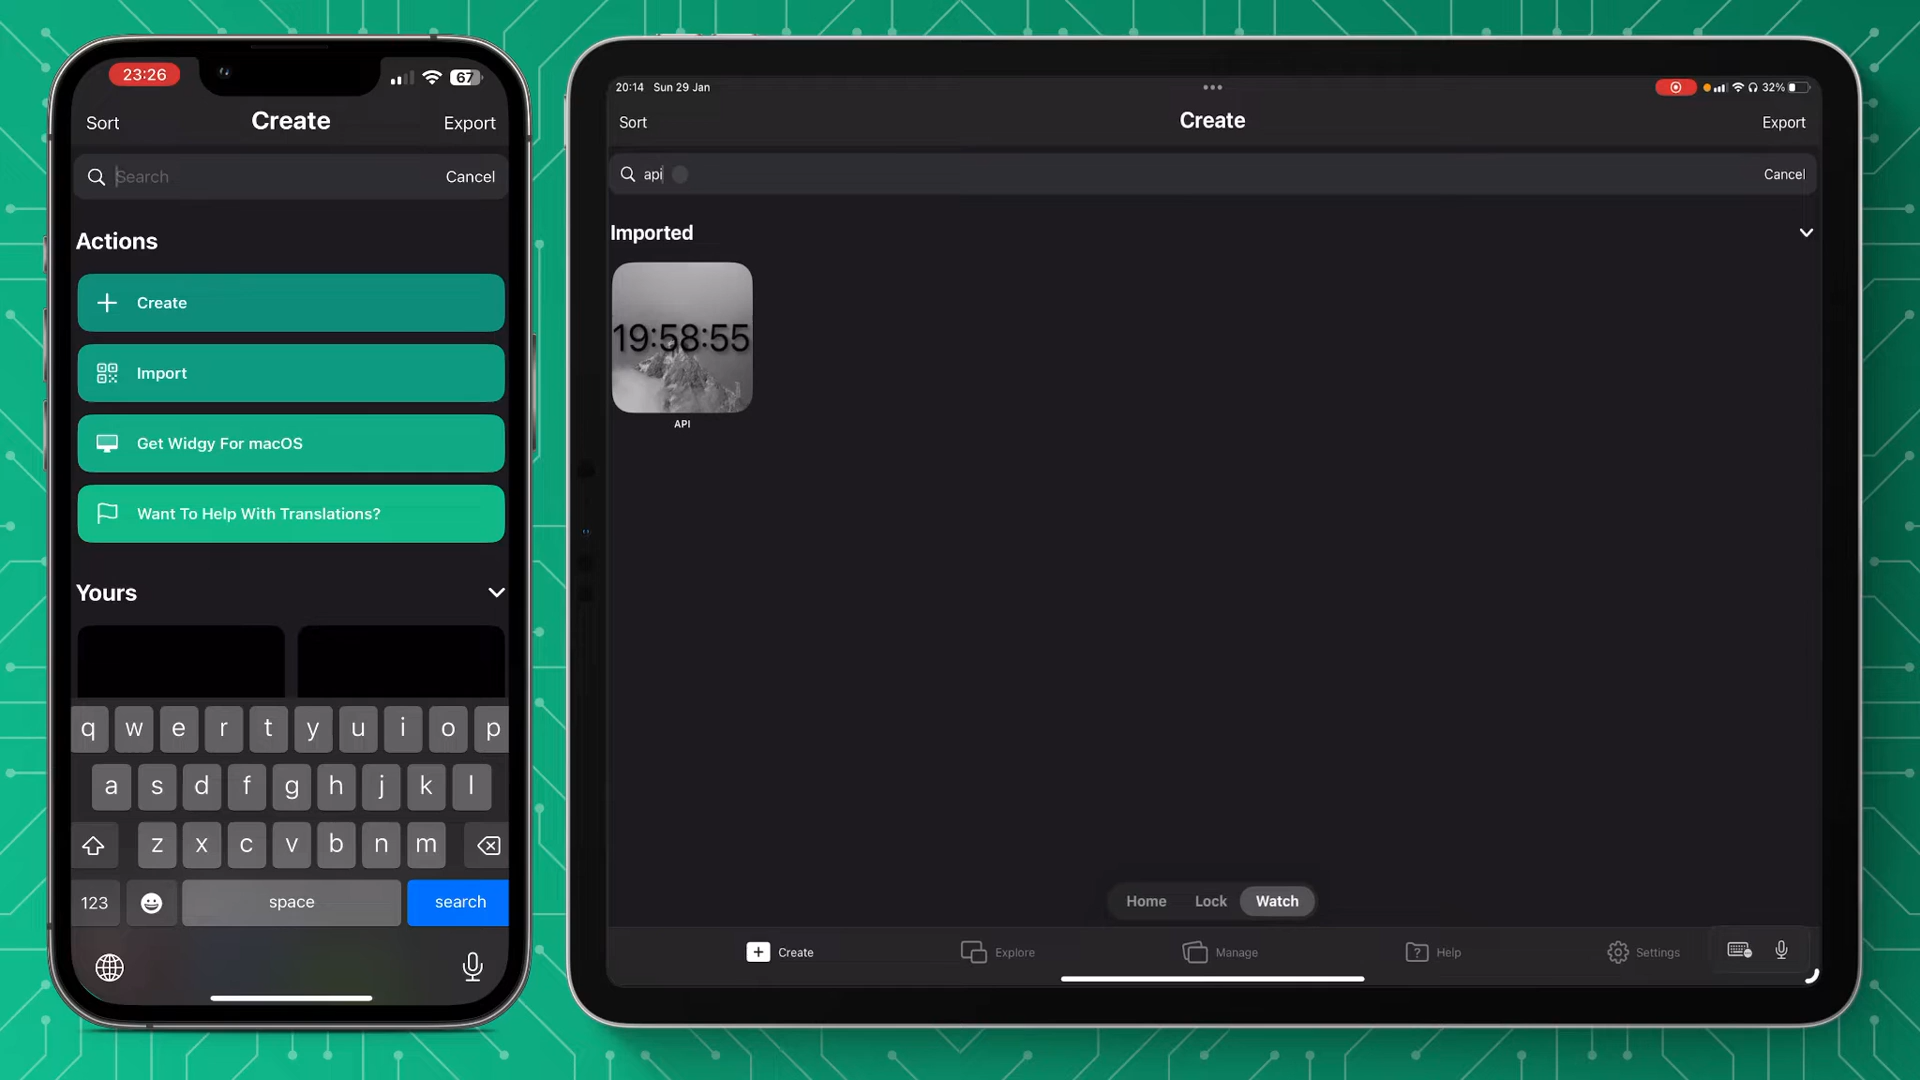 23:26
67
Sort
Create
Export
Search
Cancel
Actions
Create
Import
Get Widgy For macOS
Want To Help With Translations?
Yours
q w e r t y u i o p
a s d f g h j k l
z x c v b n m
123
space
search
20:14 Sun 29 Jan
32%
Sort
Create
Export
api
Cancel
Imported
19:58:55
API
Home
Lock
Watch
Create
Explore
Manage
Help
Settings